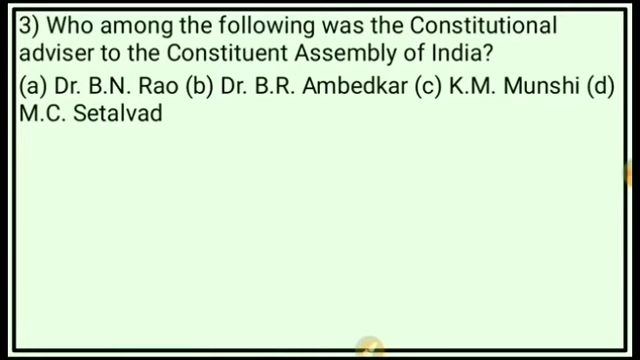 3) Who among the following was the Constitutional
adviser to the Constituent Assembly of India?
(a) Dr. B.N. Rao (b) Dr. B.R. Ambedkar (c) K.M. Munshi (d)
M.C. Setalvad